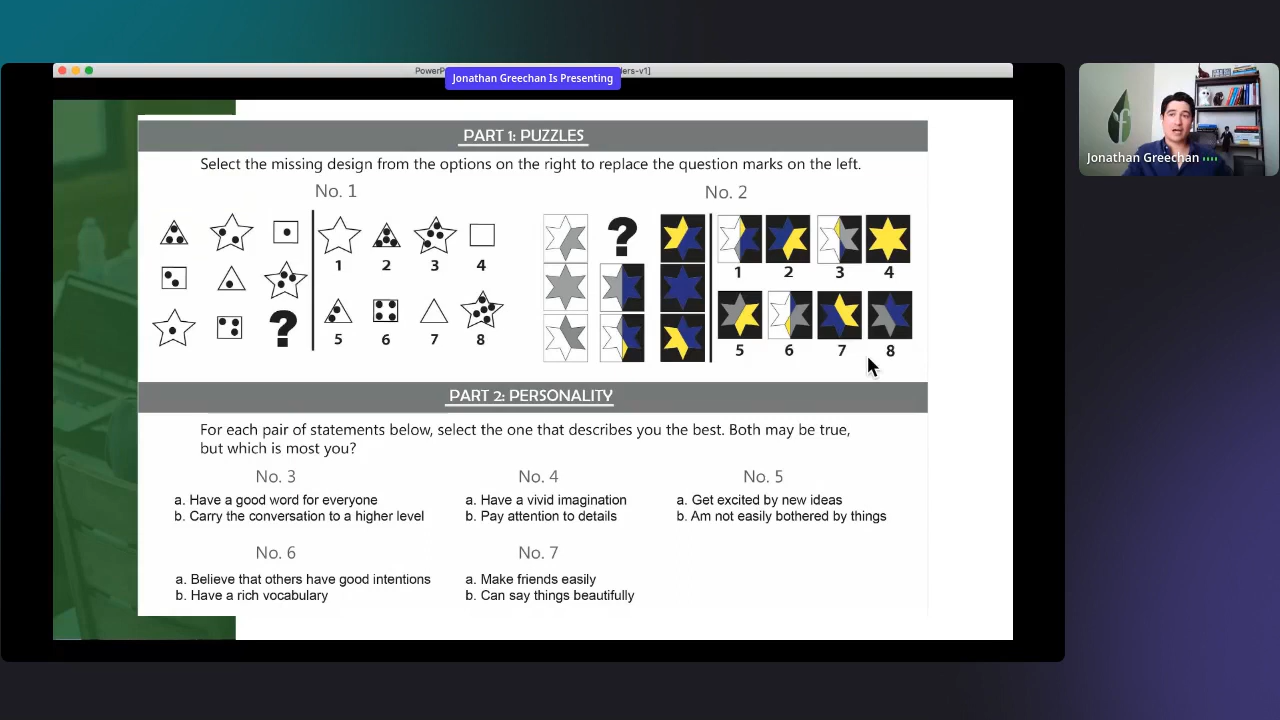 PowerP
lers-v1]
Jonathan Greechan Is Presenting
PART 1: PUZZLES
Select the missing design from the options on the right to replace the question marks on the left.
No. 1
No. 2
?
?
1 2 3 4
5 6 7 8
1 2 3 4
5 6 7 8
PART 2: PERSONALITY
For each pair of statements below, select the one that describes you the best. Both may be true,
but which is most you?
No. 3
a. Have a good word for everyone
b. Carry the conversation to a higher level
No. 4
a. Have a vivid imagination
b. Pay attention to details
No. 5
a. Get excited by new ideas
b. Am not easily bothered by things
No. 6
a. Believe that others have good intentions
b. Have a rich vocabulary
No. 7
a. Make friends easily
b. Can say things beautifully
Jonathan Greechan